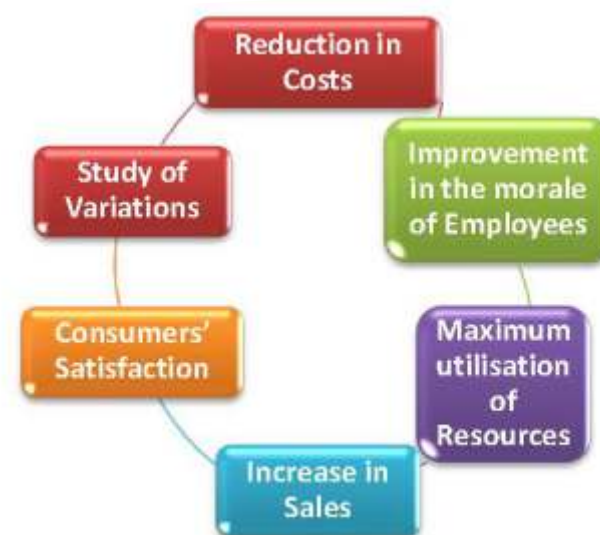 Reduction in
Costs
Improvement
in the morale
of Employees
Maximum
utilisation
of
Resources
Increase in
Sales
Consumers'
Satisfaction
Study of
Variations